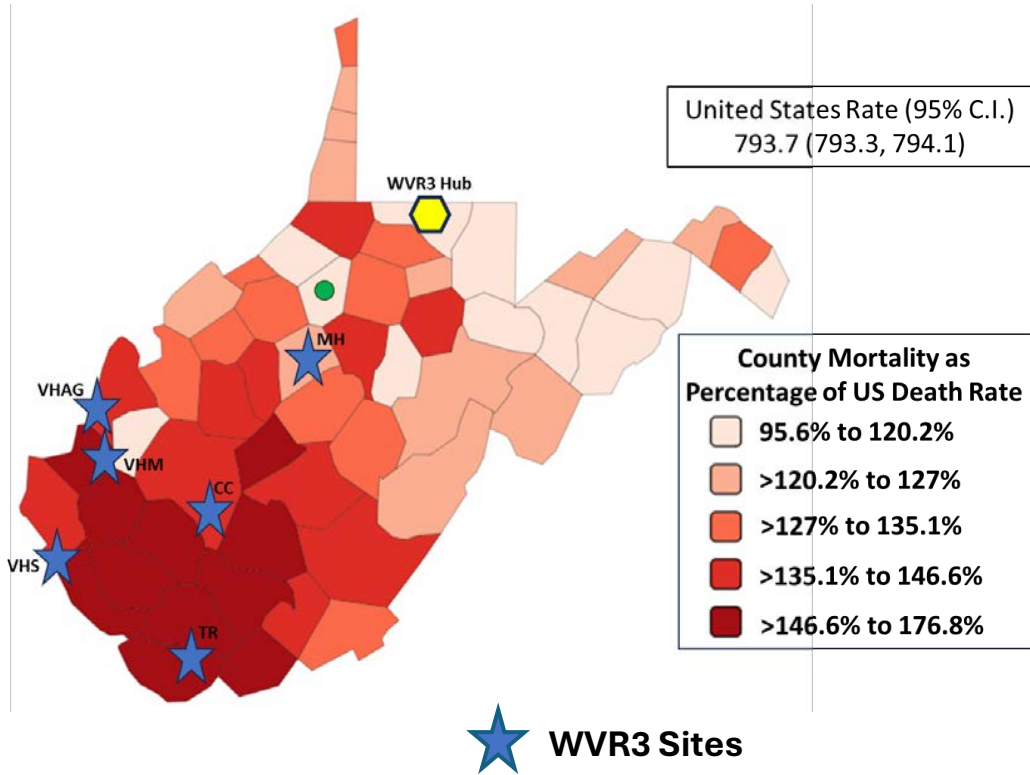 United States Rate (95% C.I.)
793.7 (793.3, 794.1)
WVR3 Hub
MH
VHAG
VHM
CC
VHS
TR
County Mortality as
Percentage of US Death Rate
95.6% to 120.2%
>120.2% to 127%
>127% to 135.1%
>135.1% to 146.6%
>146.6% to 176.8%
WVR3 Sites